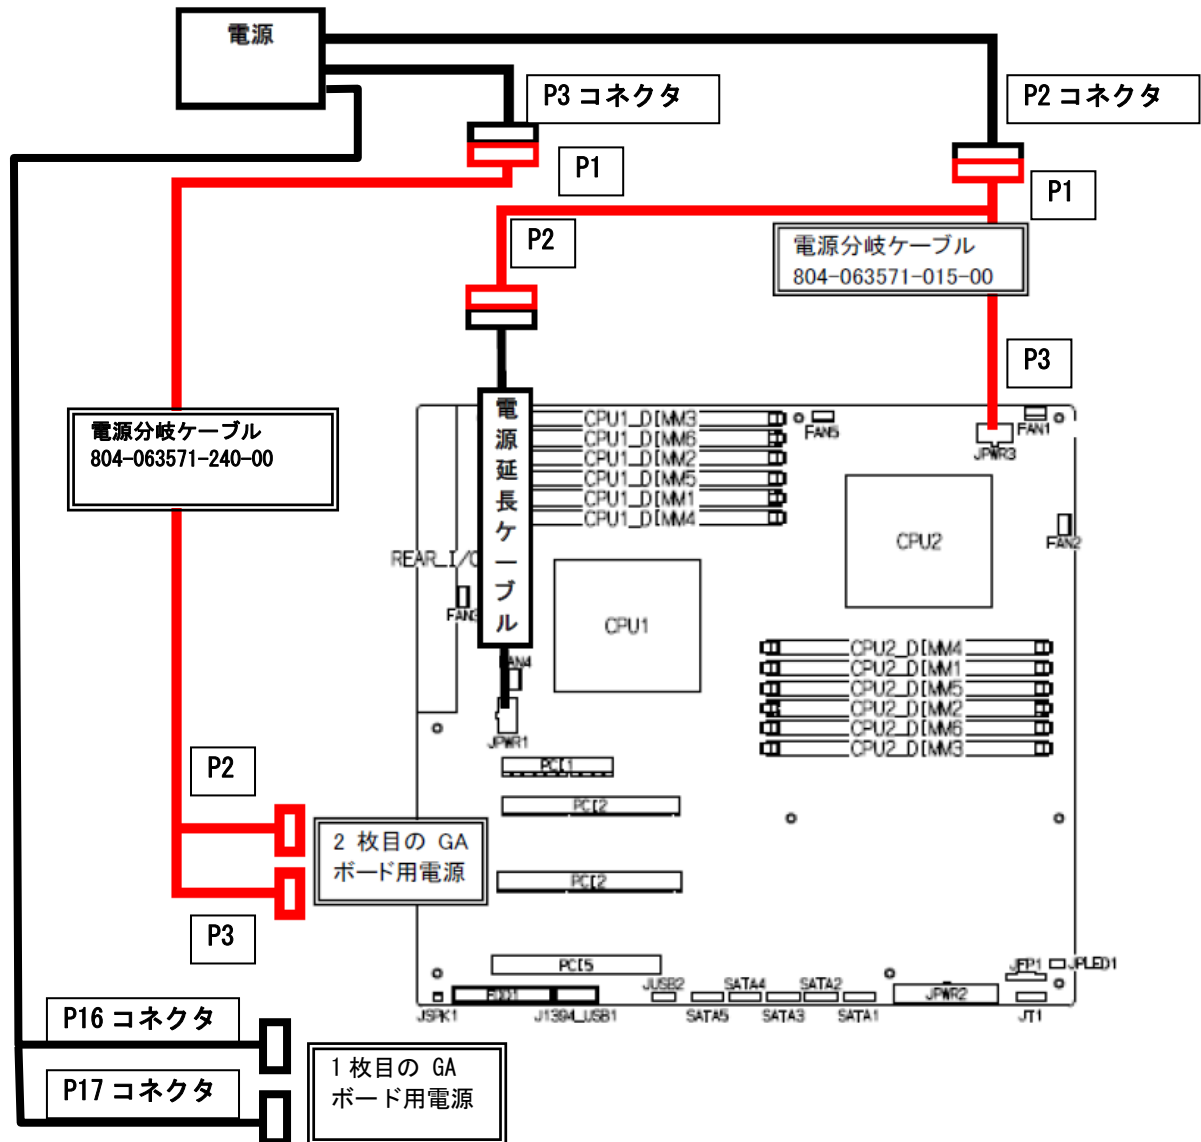 電源
P3 コネクタ
P2 コネクタ
P1
P1
P2
電源分岐ケーブル
804-063571-015-00
P3
電源分岐ケーブル
804-063571-240-00
電源延長ケーブル
CPU1_DIMM3
CPU1_DIMM6
CPU1_DIMM2
CPU1_DIMM5
CPU1_DIMM1
CPU1_DIMM4
FAN5
FAN1
JPWR3
CPU2
FAN2
REAR_I/O
FAN3
CPU1
FAN4
JPWR1
CPU2_DIMM4
CPU2_DIMM1
CPU2_DIMM5
CPU2_DIMM2
CPU2_DIMM6
CPU2_DIMM3
P2
PCI1
PCI2
2 枚目の GA
ボード用電源
PCI2
P3
PCI5
JFP1
JPLED1
FDD1
JUSB2
SATA4
SATA2
JPWR2
JSPK1
J1394_USB1
SATA5
SATA3
SATA1
JT1
P16 コネクタ
P17 コネクタ
1 枚目の GA
ボード用電源